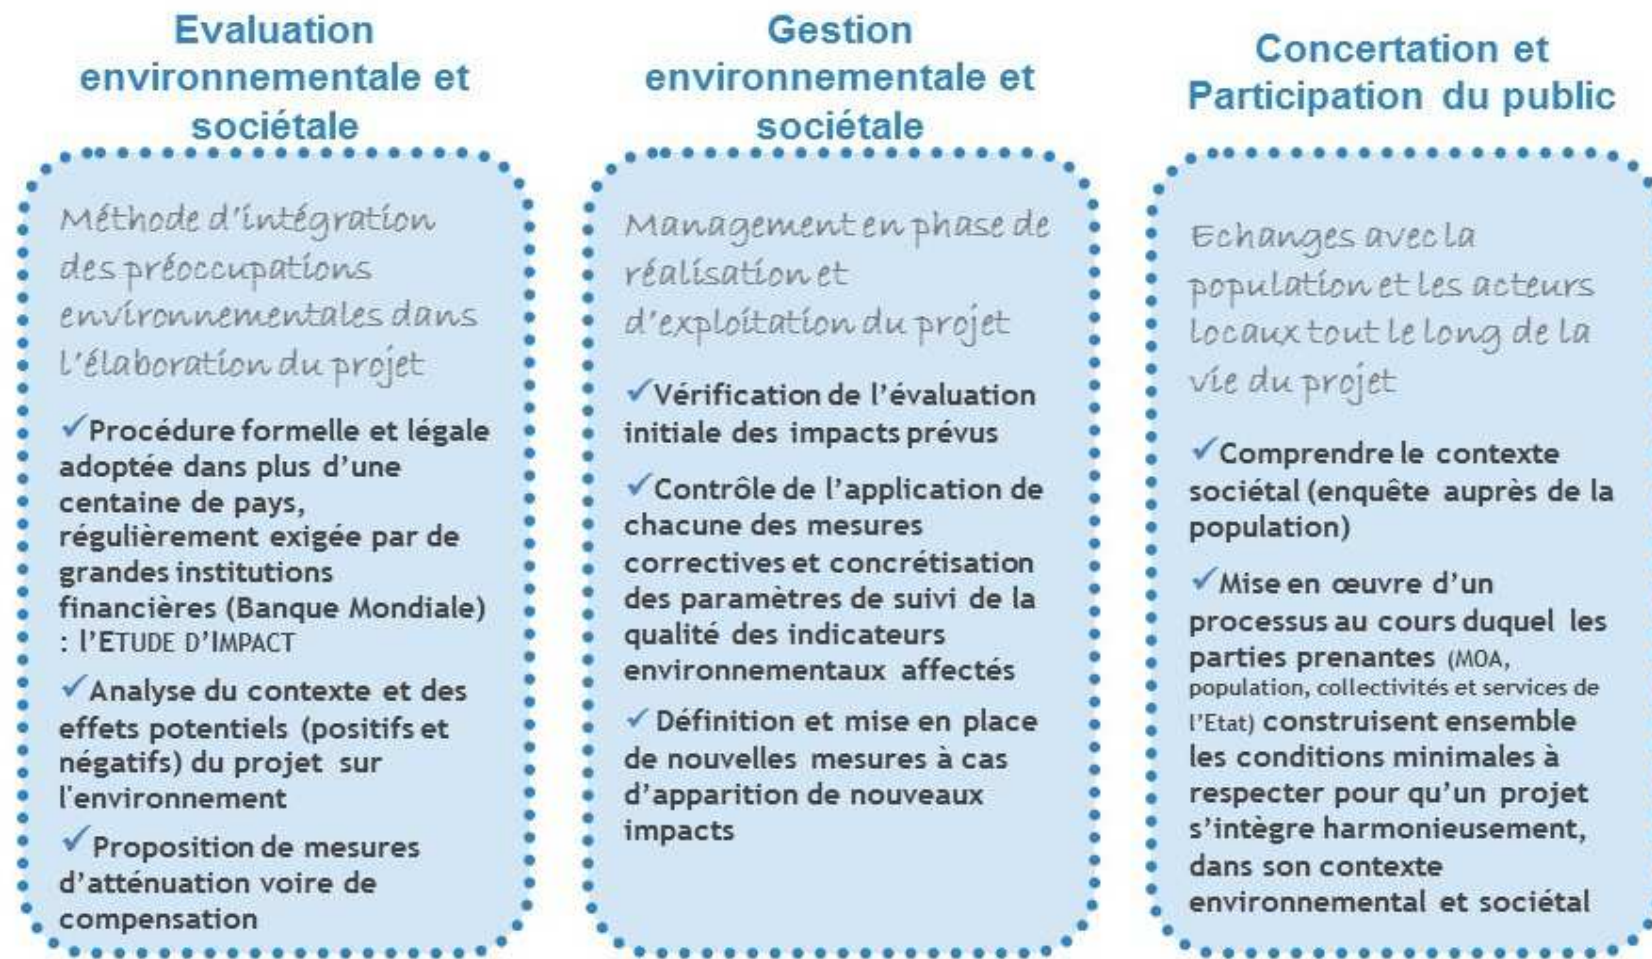 Evaluation
environnementale et
sociétale
Méthode d'intégration
des préoccupations
environnementales dans
l'élaboration du projet
✓Procédure formelle et légale
adoptée dans plus d'une
centaine de pays,
régulièrement exigée par de
grandes institutions
financières (Banque Mondiale)
: l'ETUDE D'IMPACT
✓Analyse du contexte et des
effets potentiels (positifs et
négatifs) du projet sur
l'environnement
✓Proposition de mesures
d'atténuation voire de
compensation
Gestion
environnementale et
sociétale
Management en phase de
réalisation et
d'exploitation du projet
✓Vérification de l'évaluation
initiale des impacts prévus
✓Contrôle de l'application de
chacune des mesures
correctives et concrétisation
des paramètres de suivi de la
qualité des indicateurs
environnementaux affectés
✓Définition et mise en place
de nouvelles mesures à cas
d'apparition de nouveaux
impacts
Concertation et
Participation du public
Echanges avec la
population et les acteurs
locaux tout le long de la
vie du projet
✓Comprendre le contexte
sociétal (enquête auprès de la
population)
✓Mise en œuvre d'un
processus au cours duquel les
parties prenantes (MOA,
population, collectivités et services de
l'Etat) construisent ensemble
les conditions minimales à
respecter pour qu'un projet
s'intègre harmonieusement,
dans son contexte
environmental et sociétal